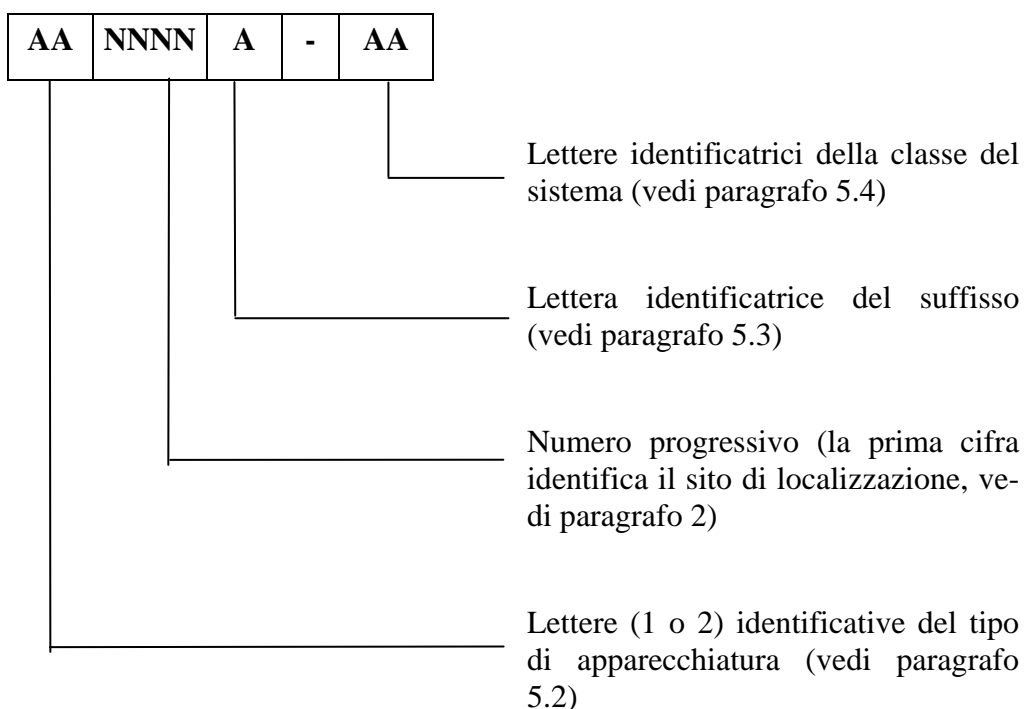 AA NNNN A - AA
Lettere identificatrici della classe del
sistema (vedi paragrafo 5.4)
Lettera identificatrice del suffisso
(vedi paragrafo 5.3)
Numero progressivo (la prima cifra
identifica il sito di localizzazione, ve-
di paragrafo 2)
Lettere (1 o 2) identificative del tipo
di apparecchiatura (vedi paragrafo
5.2)